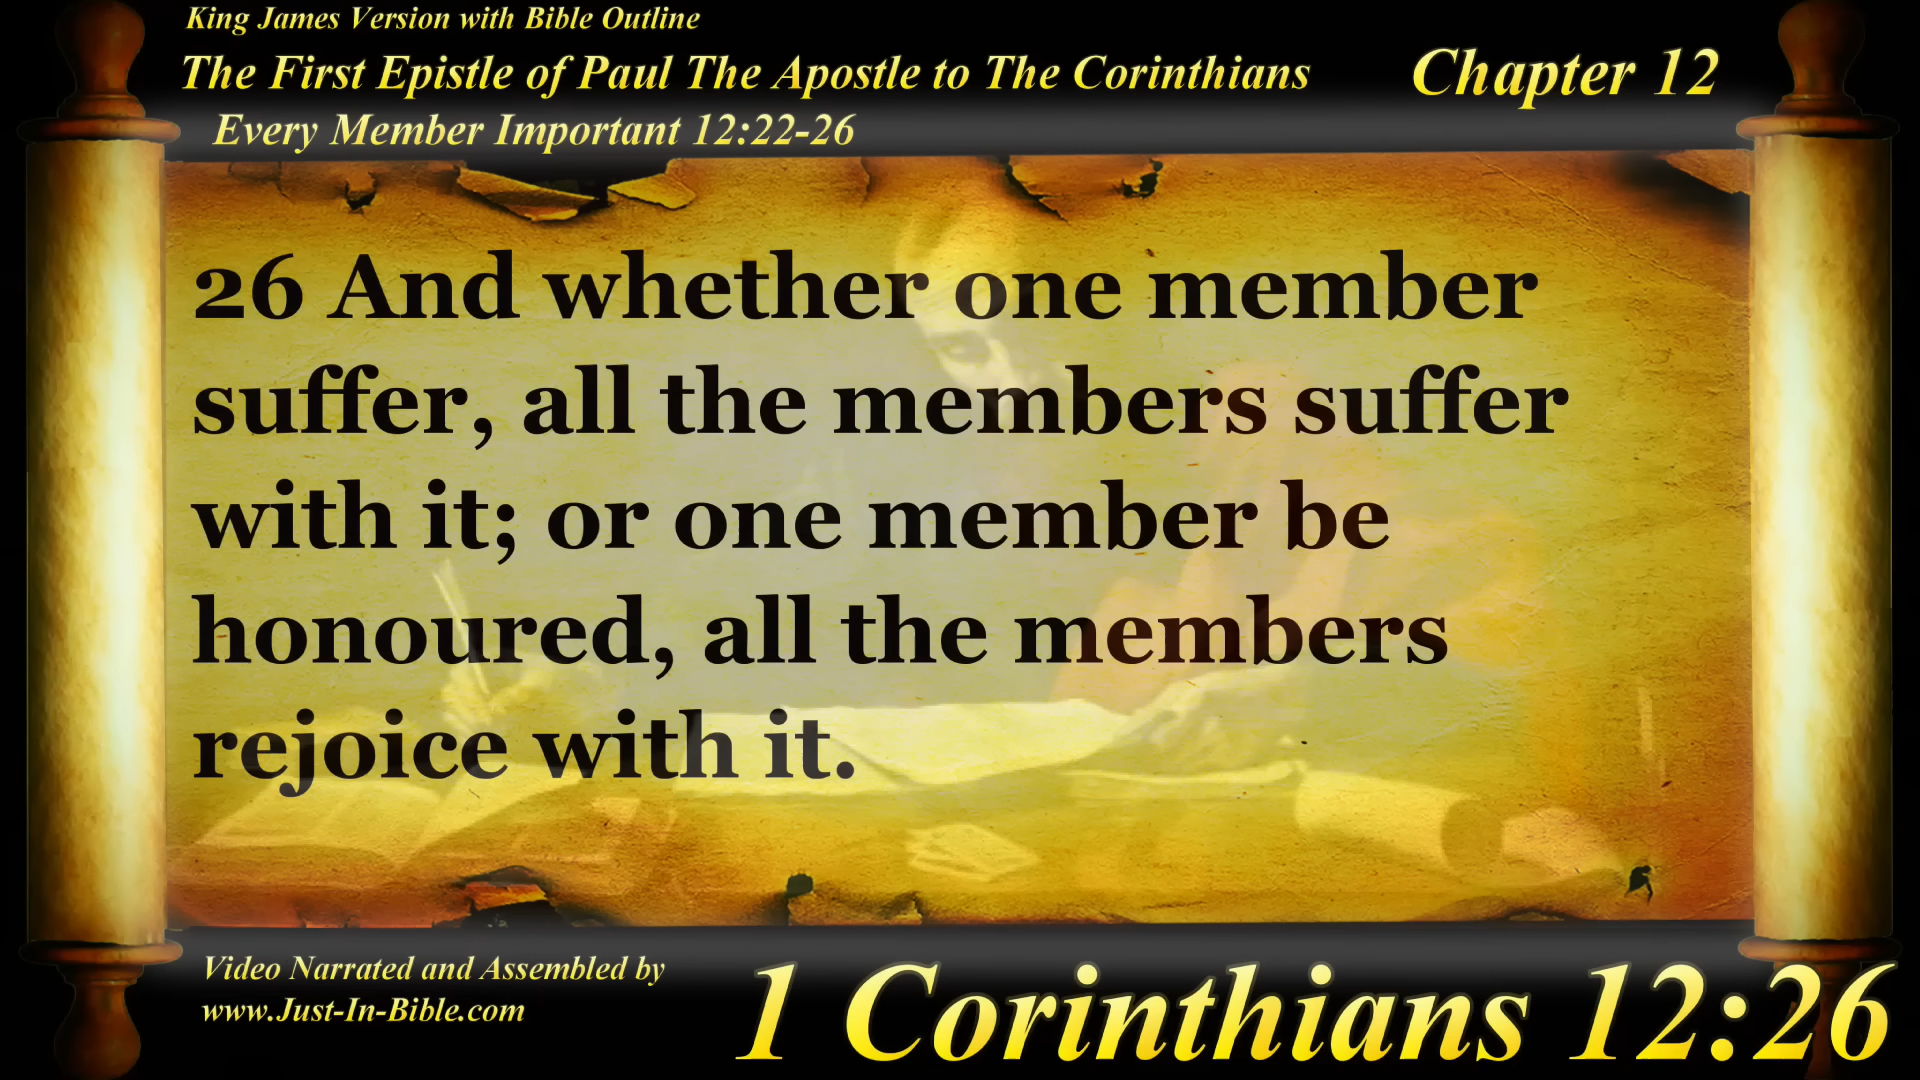 King James Version with Bible Outline
The First Epistle of Paul The Apostle to The Corinthians
Chapter 12
Every Member Important 12:22-26
26 And whether one member
suffer, all the members suffer
with it; or one member be
honoured, all the members
rejoice with it.
Video Narrated and Assembled by
www.Just-In-Bible.com
1 Corinthians 12:26